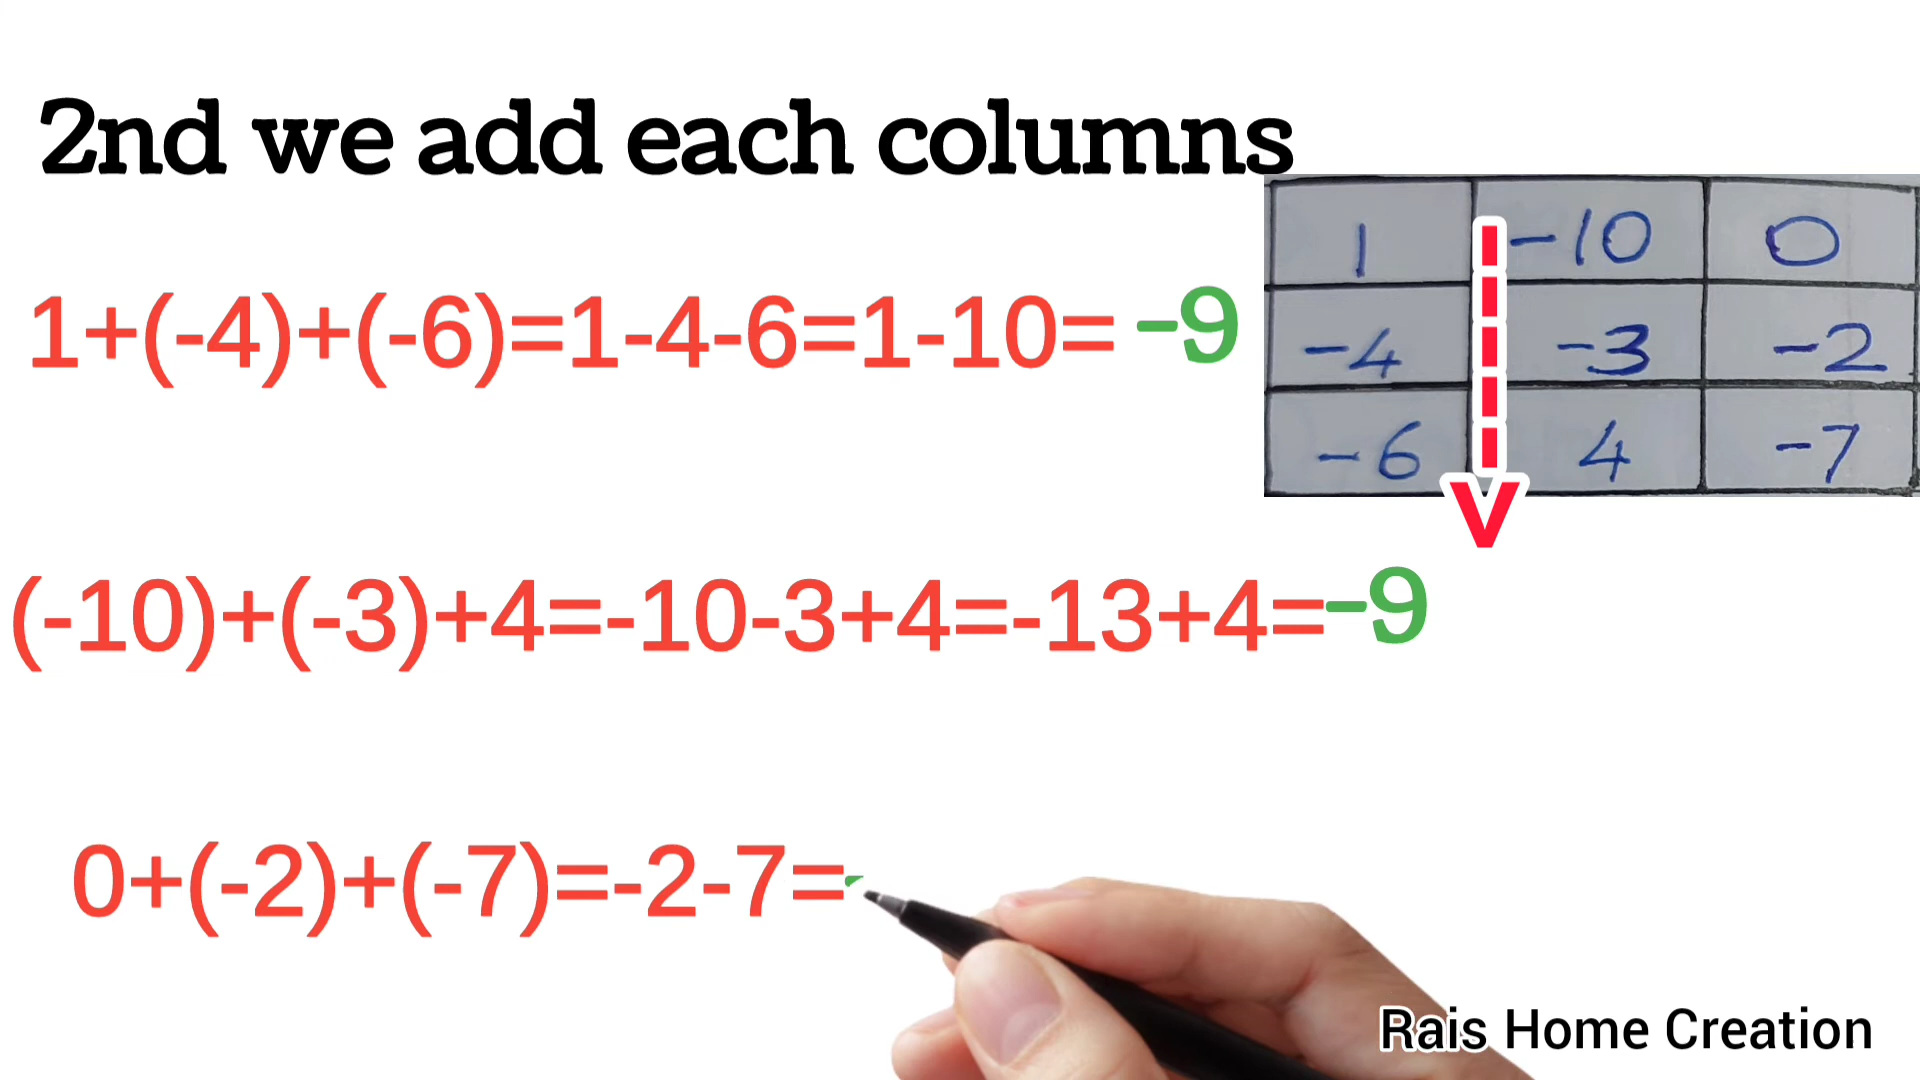 2nd we add each columns
1 -10 0
-4 -3 -2
-6 4 -7
1+(-4)+(-6)=1-4-6=1-10= -9
(-10)+(-3)+4=-10-3+4=-13+4=-9
0+(-2)+(-7)=-2-7=-
Rais Home Creation